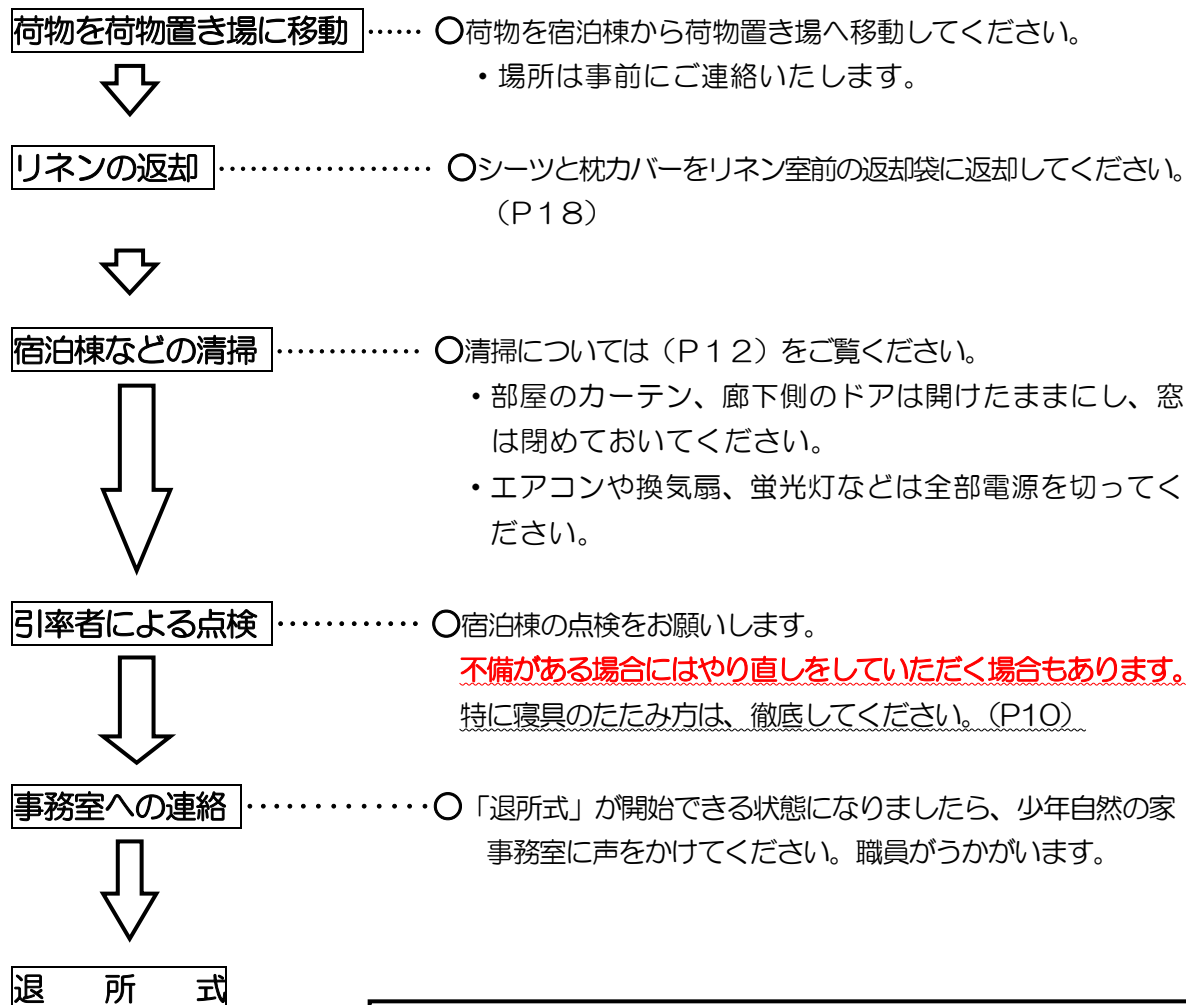 荷物を荷物置き場に移動 …… ○荷物を宿泊棟から荷物置き場へ移動してください。
・場所は事前にご連絡いたします。
リネンの返却 ………………… ○シーツと枕カバーをリネン室前の返却袋に返却してください。
（P18）
宿泊棟などの清掃 …………… ○清掃については（P12）をご覧ください。
・部屋のカーテン、廊下側のドアは開けたままにし、窓
は閉めておいてください。
・エアコンや換気扇、蛍光灯などは全部電源を切ってく
ださい。
引率者による点検 ………… ○宿泊棟の点検をお願いします。
不備がある場合にはやり直しをしていただく場合もあります。
特に寝具のたたみ方は、徹底してください。（P10）
事務室への連絡 ……………○「退所式」が開始できる状態になりましたら、少年自然の家
事務室に声をかけてください。職員がうかがいます。
退　所　式